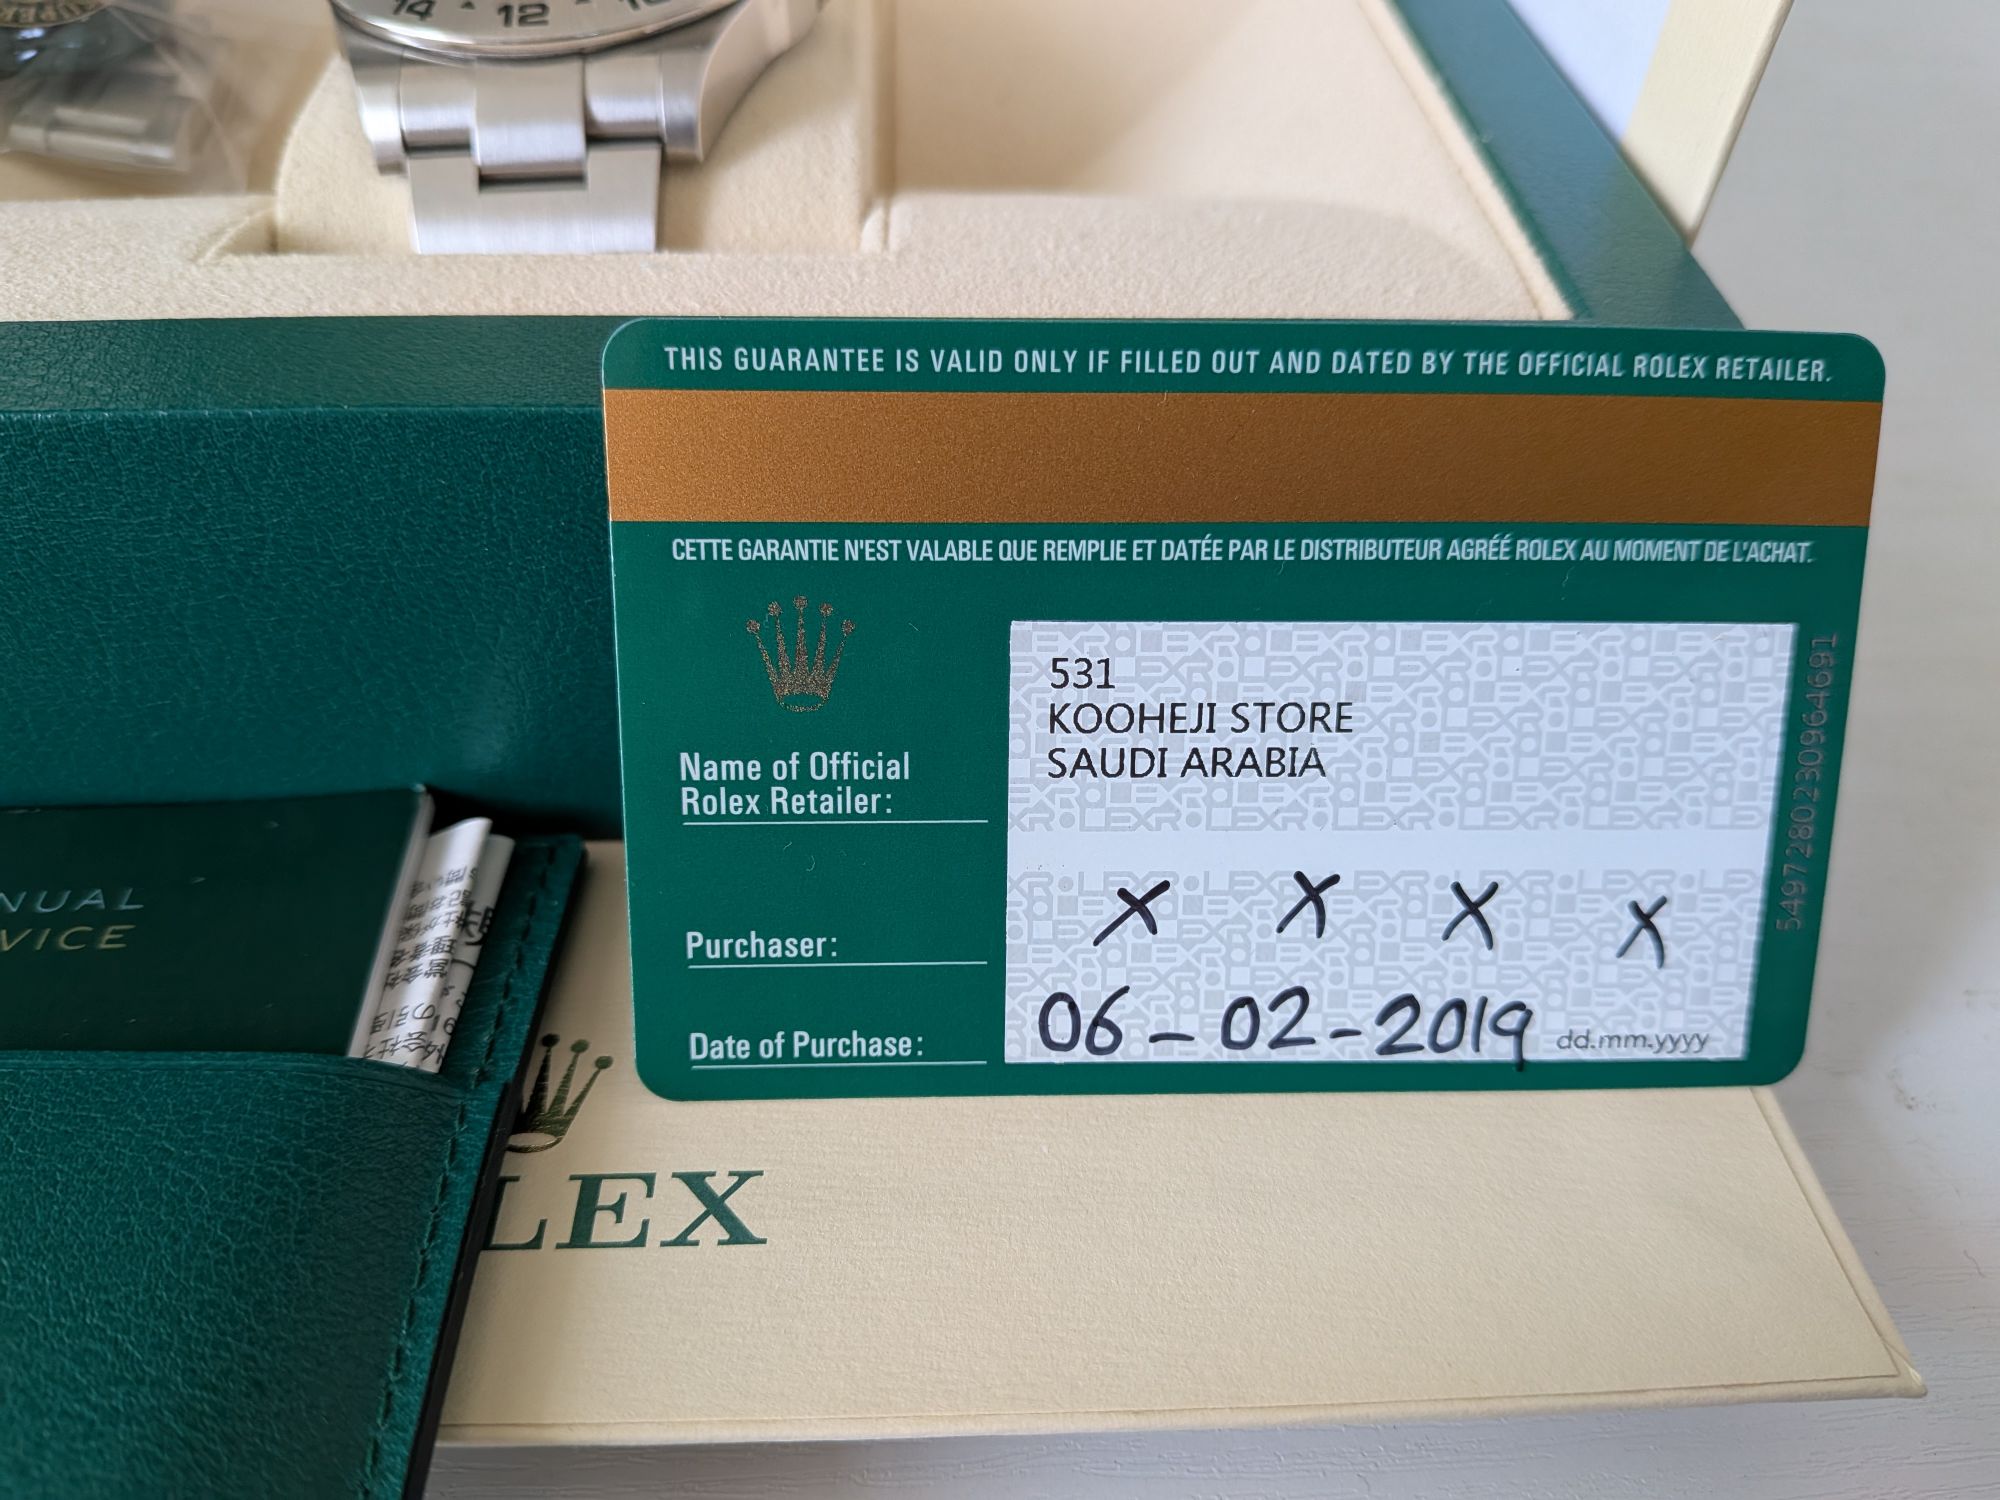 14 12
THIS GUARANTEE IS VALID ONLY IF FILLED OUT AND DATED BY THE OFFICIAL ROLEX RETAILER.
CETTE GARANTIE N'EST VALABLE QUE REMPLIE ET DATÉE PAR LE DISTRIBUTEUR AGRÉÉ ROLEX AU MOMENT DE L'ACHAT.
Name of Official
Rolex Retailer:
531
KOOHEJI STORE
SAUDI ARABIA
Purchaser:
X X X X
Date of Purchase:
06-02-2019 dd.mm.yyyy
5497280230964691
NUAL
VICE
LEX